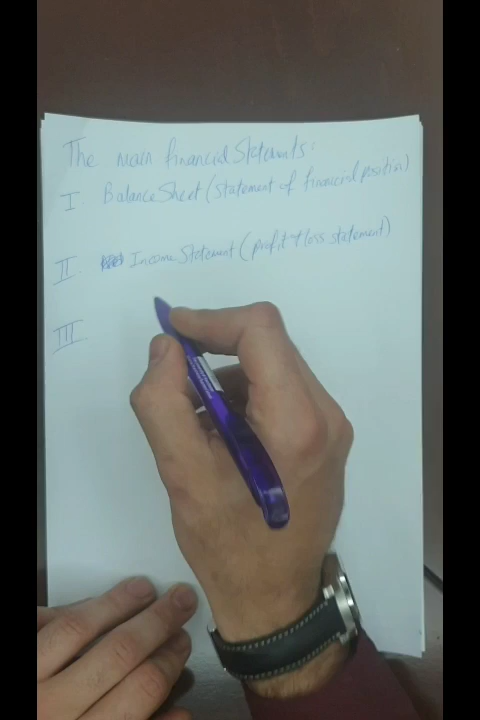 The main financial Statements:
I. Balance Sheet (statement of financial position)
II Income Statement (profit & loss statement)
III